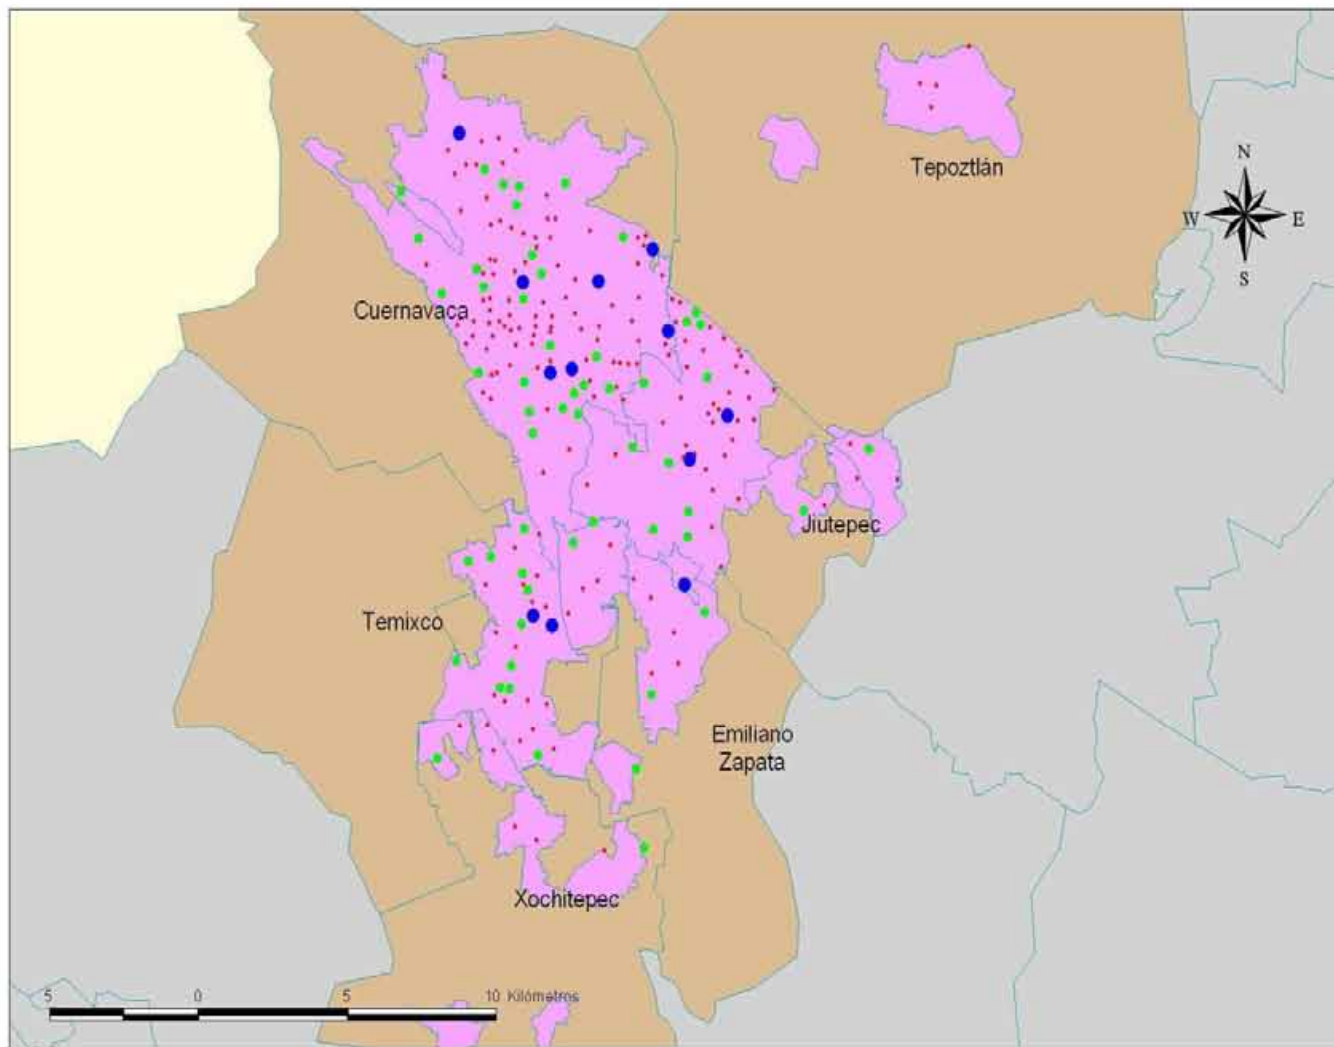 Tepoztlán
N
W
E
S
Cuernavaca
Jiutepec
Temixco
Emiliano
Zapata
Xochitepec
5 0 5 10 Kilómetros